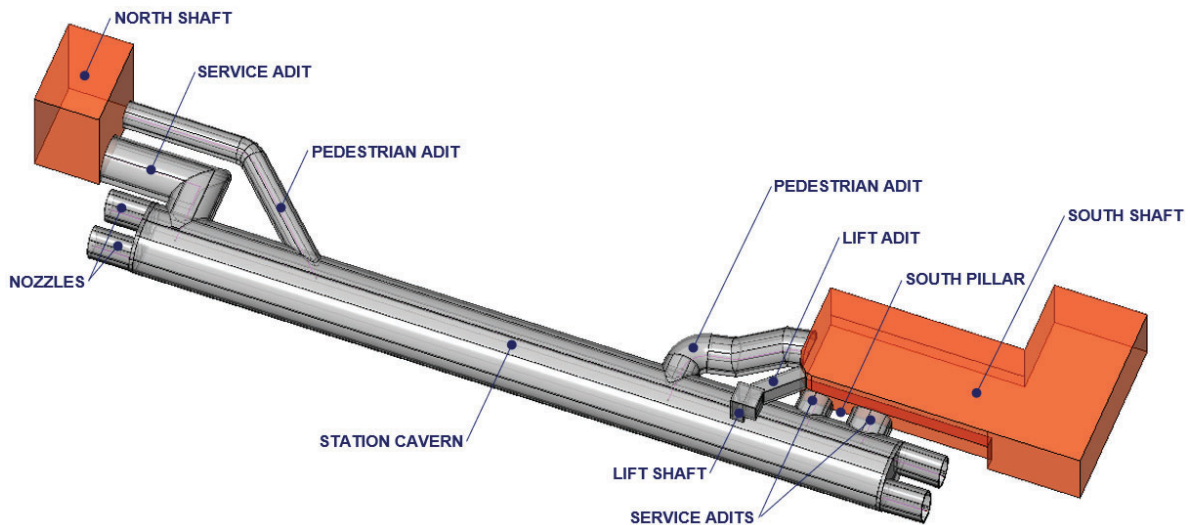 NORTH SHAFT
SERVICE ADIT
PEDESTRIAN ADIT
PEDESTRIAN ADIT
SOUTH SHAFT
LIFT ADIT
SOUTH PILLAR
NOZZLES
STATION CAVERN
LIFT SHAFT
SERVICE ADITS